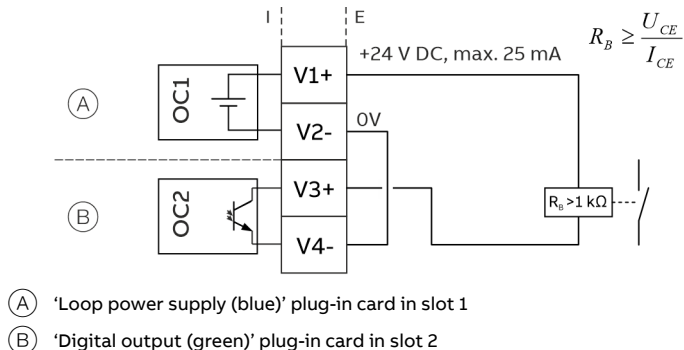 I E
R_B ≥ U_CE / I_CE
+24 V DC, max. 25 mA
OC1
V1+
A
V2-
0V
OC2
V3+
R_B>1 kΩ
B
V4-
A 'Loop power supply (blue)' plug-in card in slot 1
B 'Digital output (green)' plug-in card in slot 2